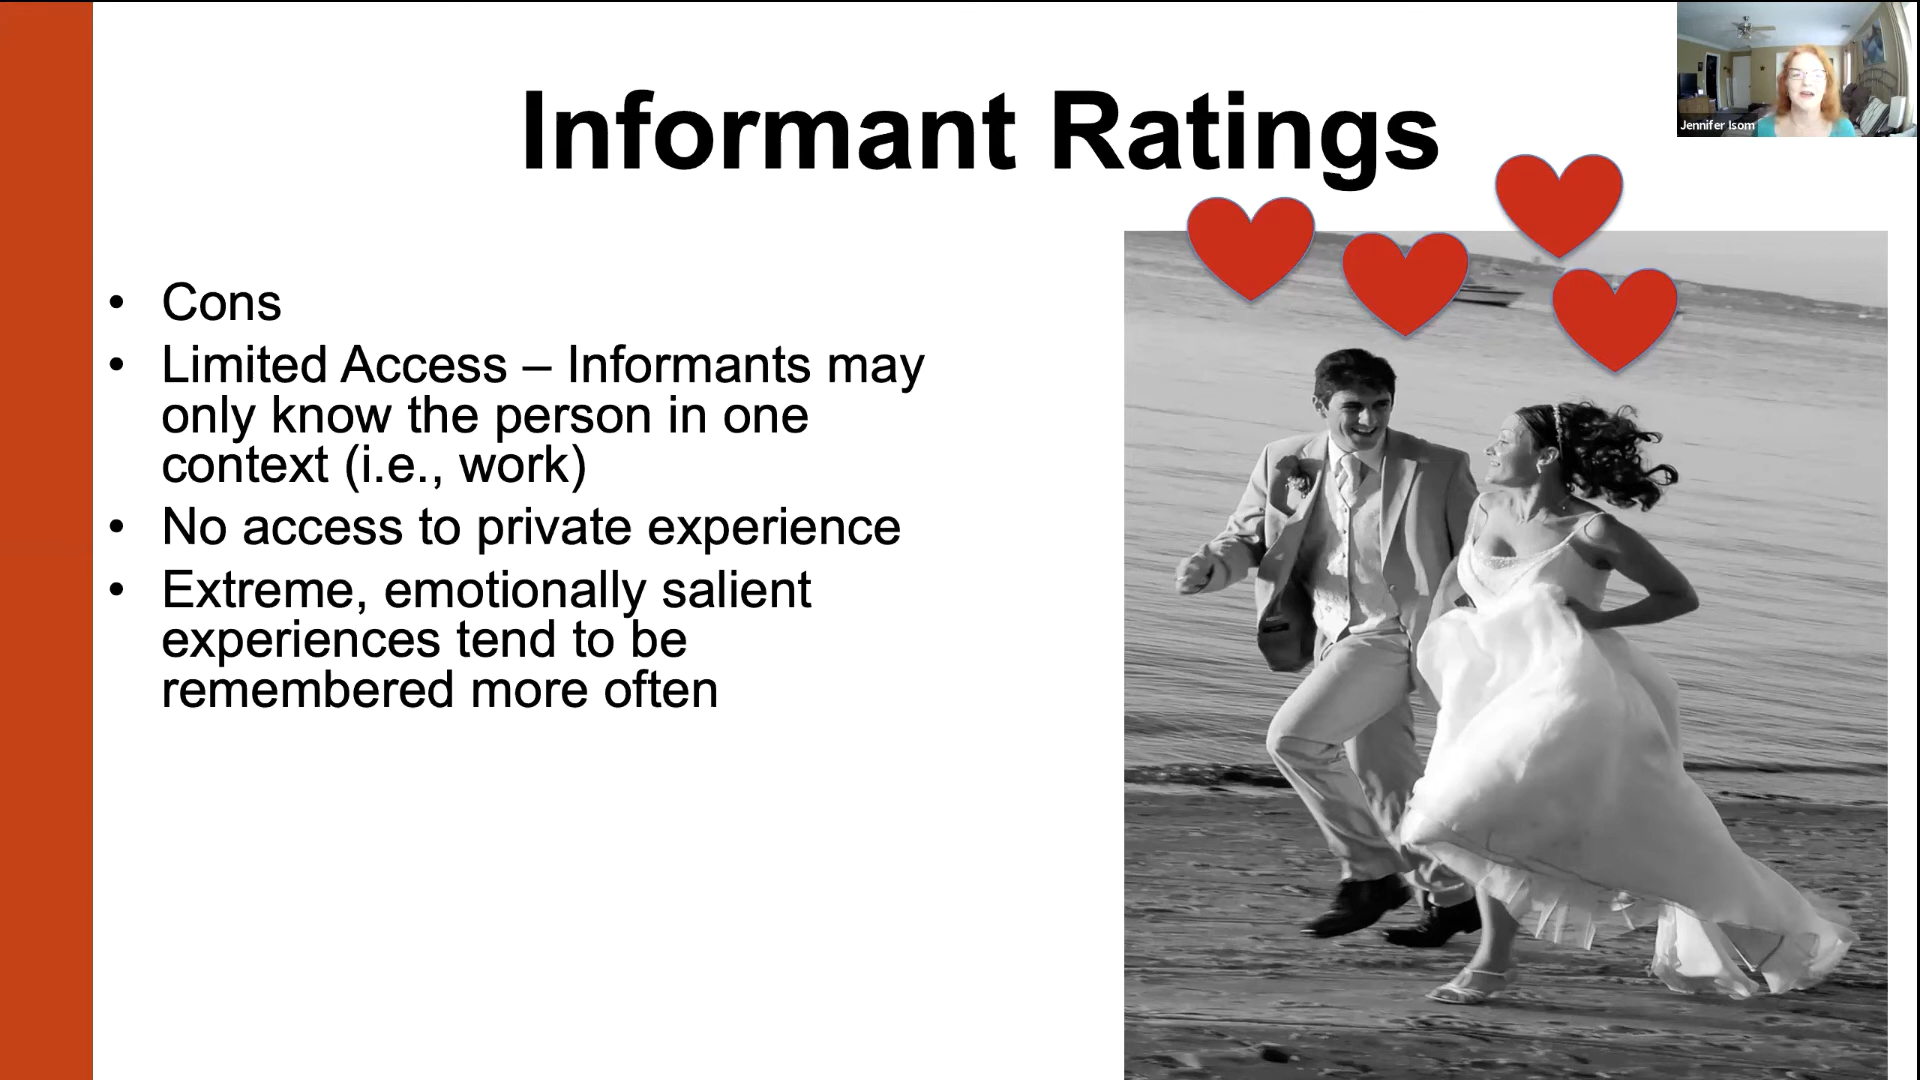 Informant Ratings
Jennifer Isom
• Cons
• Limited Access – Informants may
only know the person in one
context (i.e., work)
• No access to private experience
• Extreme, emotionally salient
experiences tend to be
remembered more often